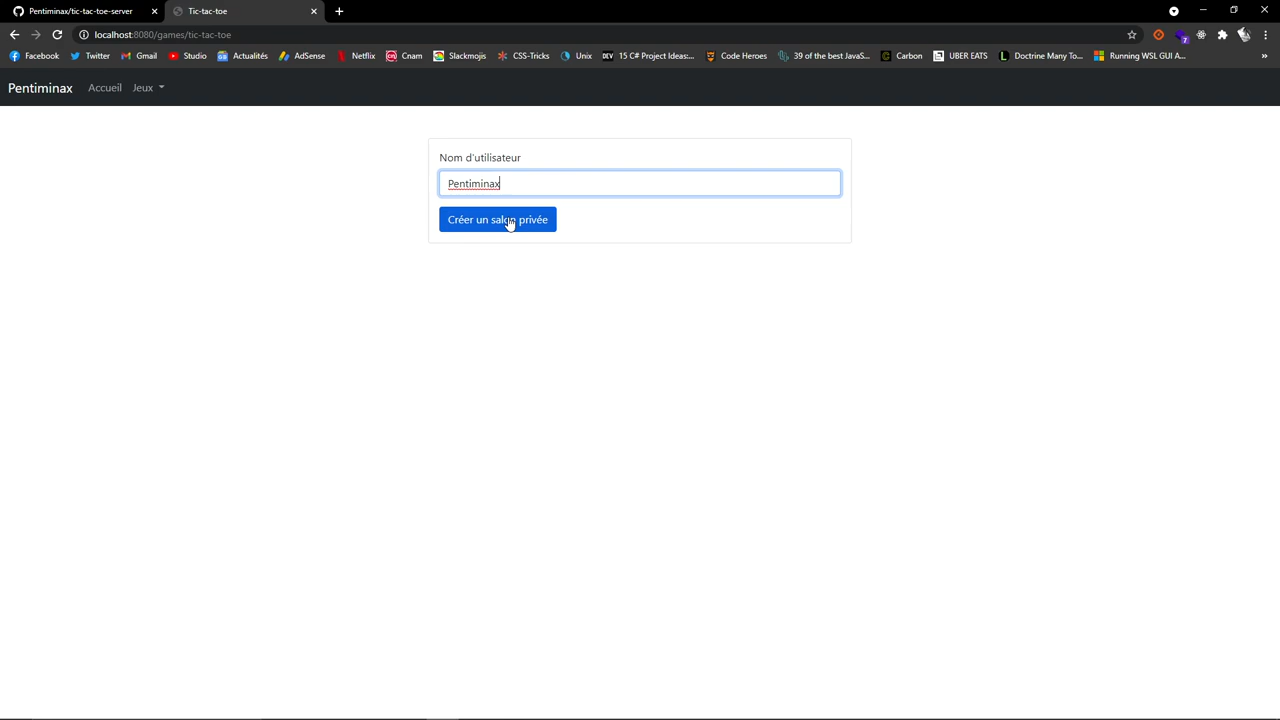 Pentiminax/tic-tac-toe-server
Tic-tac-toe
localhost:8080/games/tic-tac-toe
Facebook Twitter Gmail Studio Actualités AdSense Netflix Cnam Slackmojis CSS-Tricks Unix 15 C# Project Ideas:... Code Heroes 39 of the best JavaS... Carbon UBER EATS Doctrine Many To... Running WSL GUI A... »
Pentiminax Accueil Jeux
Nom d'utilisateur
Pentiminax
Créer un salon privée